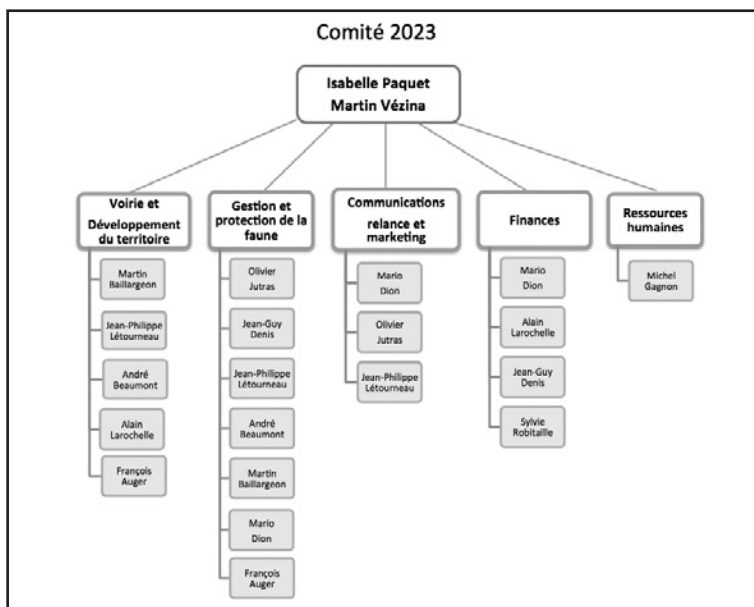 Comité 2023
Isabelle Paquet
Martin Vézina
Voirie et
Développement
du territoire
Martin
Baillargeon
Jean-Philippe
Létourneau
André
Beaumont
Alain
Larochelle
François
Auger
Gestion et
protection de la
faune
Olivier
Jutras
Jean-Guy
Denis
Jean-Philippe
Létourneau
André
Beaumont
Martin
Baillargeon
Mario
Dion
François
Auger
Communications
relance et
marketing
Mario
Dion
Olivier
Jutras
Jean-Philippe
Létourneau
Finances
Mario
Dion
Alain
Larochelle
Jean-Guy
Denis
Sylvie
Robitaille
Ressources
humaines
Michel
Gagnon